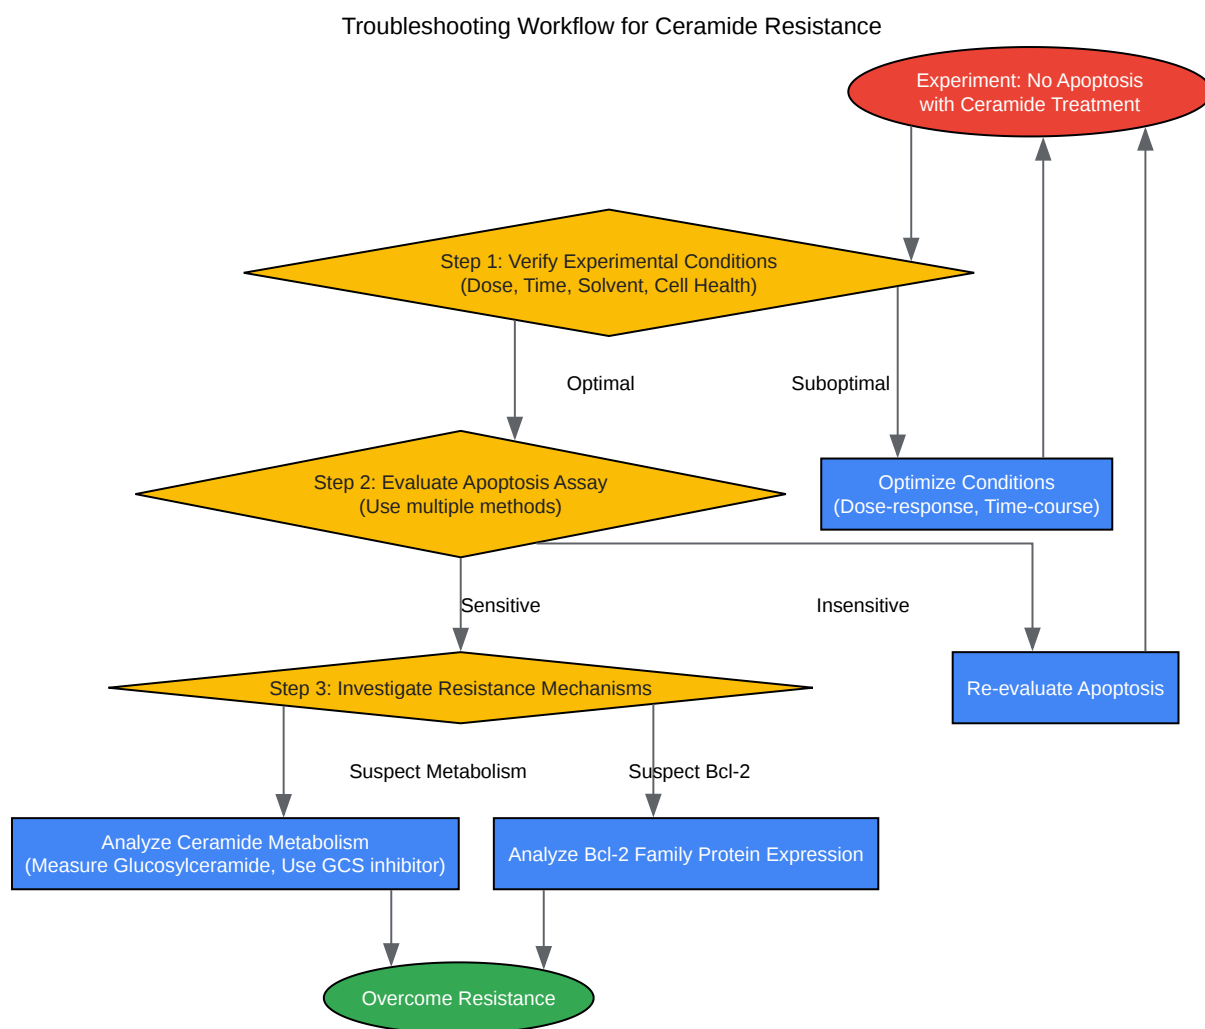 Troubleshooting Workflow for Ceramide Resistance
Experiment: No Apoptosis
with Ceramide Treatment
Step 1: Verify Experimental Conditions
(Dose, Time, Solvent, Cell Health)
Optimal
Suboptimal
Step 2: Evaluate Apoptosis Assay
(Use multiple methods)
Optimize Conditions
(Dose-response, Time-course)
Sensitive
Insensitive
Step 3: Investigate Resistance Mechanisms
Re-evaluate Apoptosis
Suspect Metabolism
Suspect Bcl-2
Analyze Ceramide Metabolism
(Measure Glucosylceramide, Use GCS inhibitor)
Analyze Bcl-2 Family Protein Expression
Overcome Resistance